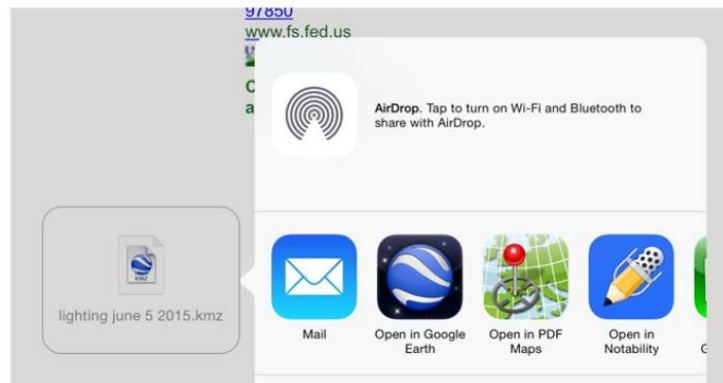 97850
www.fs.fed.us
AirDrop. Tap to turn on Wi-Fi and Bluetooth to
share with AirDrop.
KMZ
lighting june 5 2015.kmz
Mail
Open in Google
Earth
Open in PDF
Maps
Open in
Notability